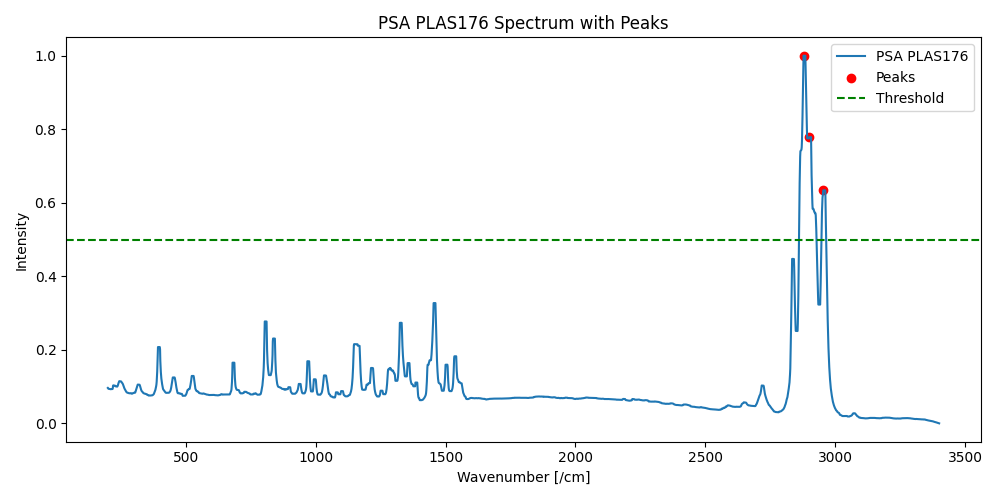 PSA PLAS176 Spectrum with Peaks
PSA PLAS176
Peaks
Threshold
Intensity
1.0
0.8
0.6
0.4
0.2
0.0
500 1000 1500 2000 2500 3000 3500
Wavenumber [/cm]